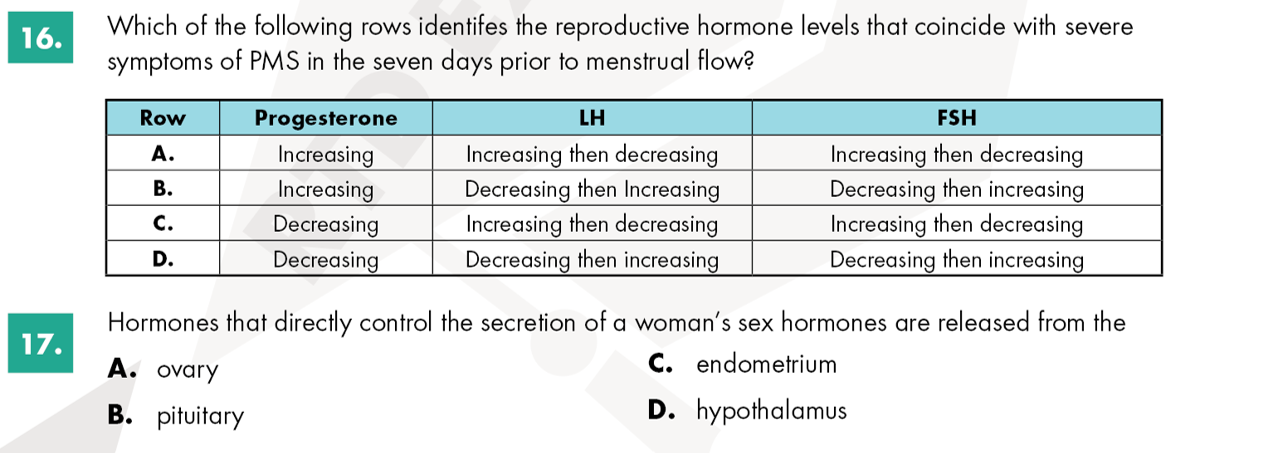 16.
Which of the following rows identifes the reproductive hormone levels that coincide with severe
symptoms of PMS in the seven days prior to menstrual flow?
Row Progesterone LH FSH
A. Increasing Increasing then decreasing Increasing then decreasing
B. Increasing Decreasing then Increasing Decreasing then increasing
C. Decreasing Increasing then decreasing Increasing then decreasing
D. Decreasing Decreasing then increasing Decreasing then increasing
17.
Hormones that directly control the secretion of a woman's sex hormones are released from the
A. ovary
B. pituitary
C. endometrium
D. hypothalamus